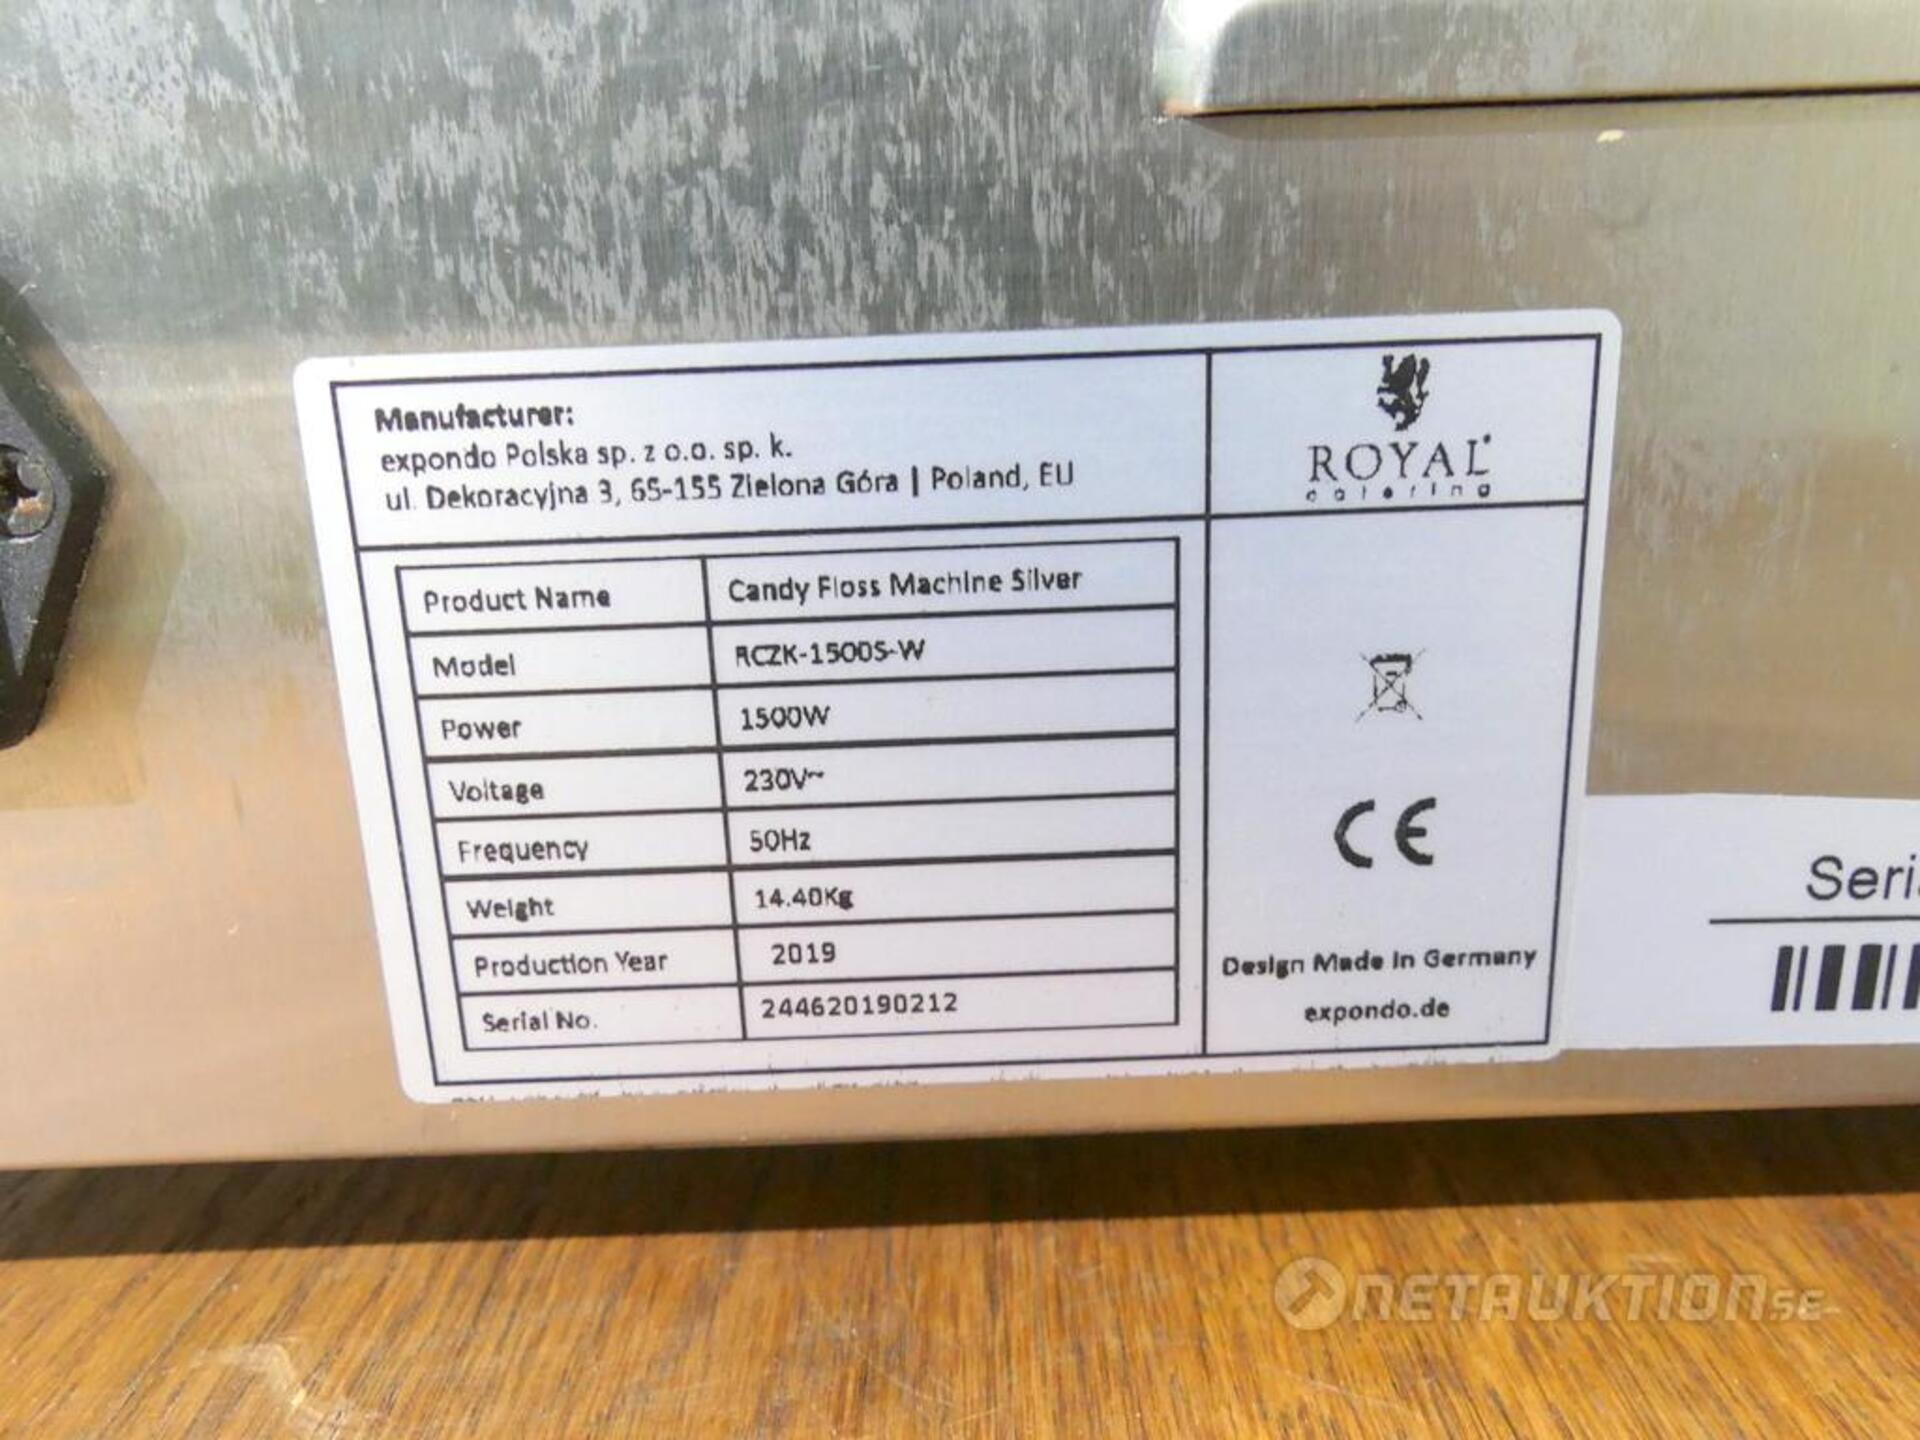 Manufacturer:
expondo Polska sp. z o.o. sp. k.
ul. Dekoracyjna 3, 65-155 Zielona Góra | Poland, EU
ROYAL
catering
Product Name Candy Floss Machine Silver
Model RCZK-1500S-W
Power 1500W
Voltage 230V~
Frequency 50Hz
Weight 14.40Kg
Production Year 2019
Serial No. 244620190212
CE
Design Made In Germany
expondo.de
Seri
NETAUKTION.SE